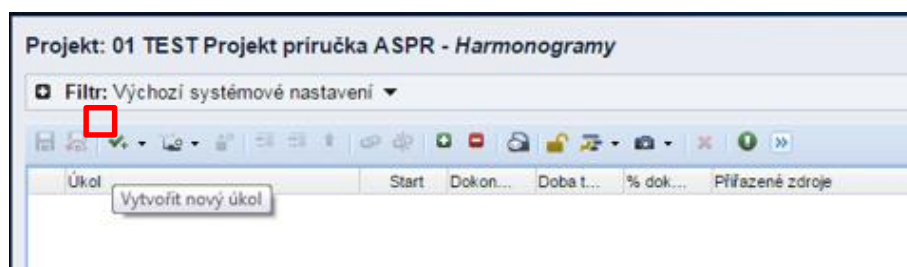 Projekt: 01 TEST Projekt príručka ASPR - Harmonogramy
Filtr: Výchozí systémové nastavení
Úkol Start Dokon... Doba t... % dok... Přiřazené zdroje
Vytvořit nový úkol